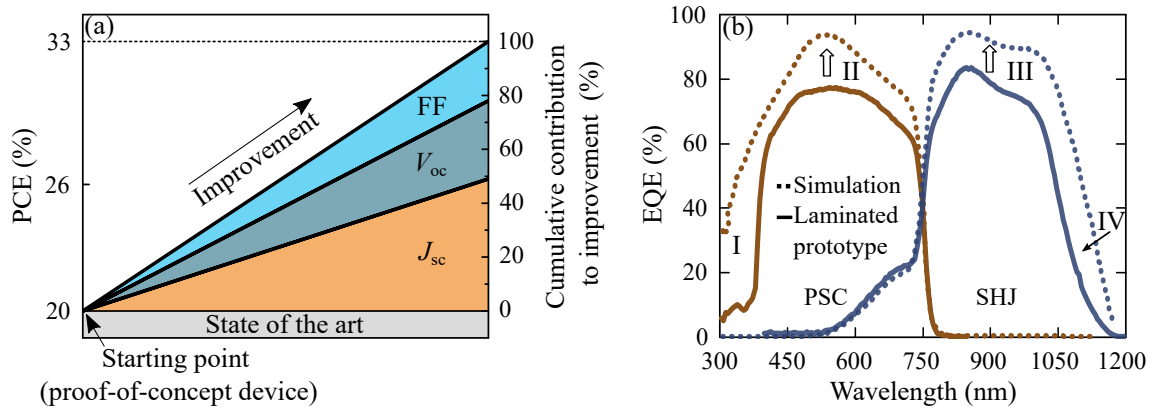 (a)
33
26
20
PCE (%)
Improvement
FF
Voc
Jsc
State of the art
Starting point
(proof-of-concept device)
100
80
60
40
20
0
Cumulative contribution
to improvement (%)
(b)
100
80
60
40
20
0
EQE (%)
I
II
III
IV
Simulation
Laminated
prototype
PSC
SHJ
300 450 600 750 900 1050 1200
Wavelength (nm)